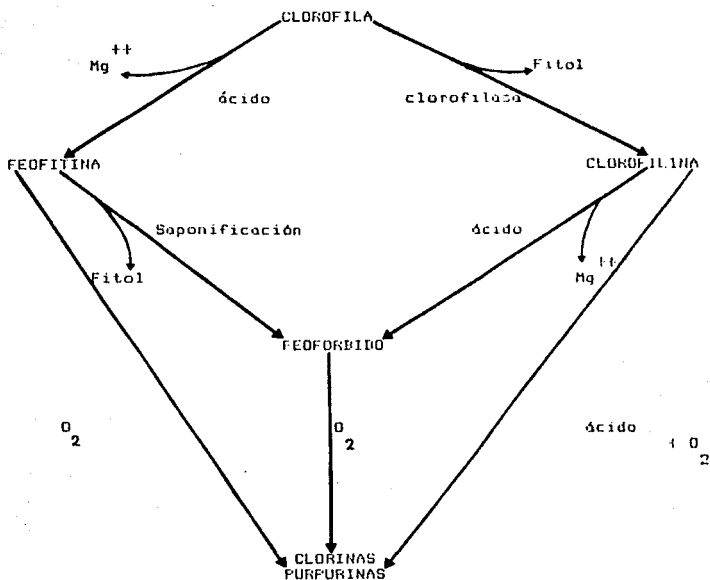 CLOROFILA
++
Mg
Fitol
ácido
clorofilasa
FEOFITINA
CLOROFILINA
Saponificación
ácido
Fitol
++
Mg
FEOFORBIDO
O
2
O
2
ácido
+ O
2
CLORINAS
PURPURINAS